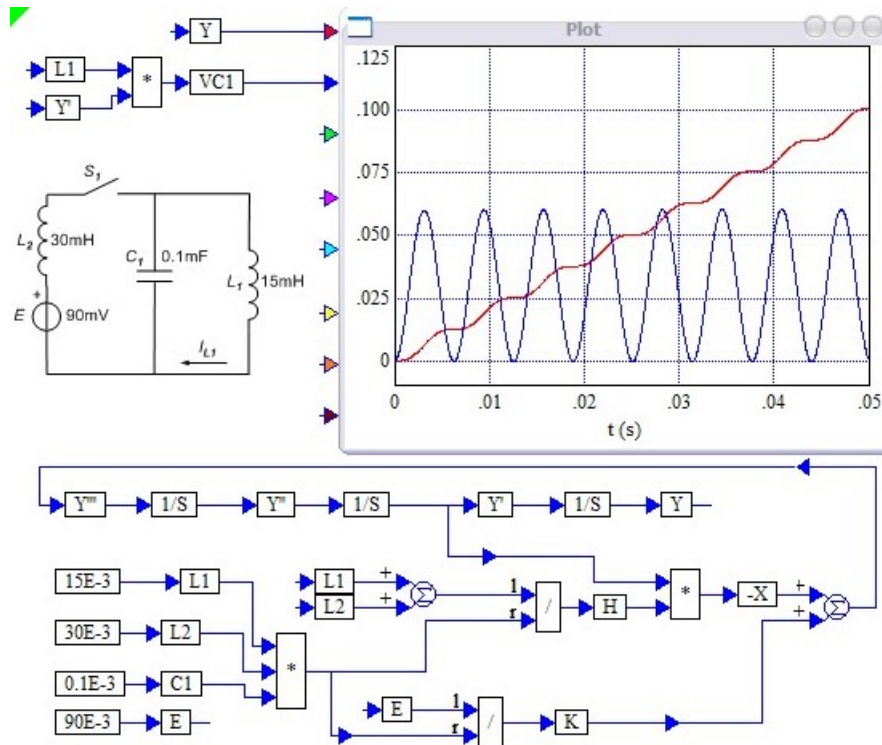 Y
Plot
L1
*
VC1
Y'
.125
.100
.075
.050
.025
0
0
.01
.02
.03
.04
.05
t (s)
S1
L2
30mH
C1
0.1mF
L1
15mH
+
E
90mV
IL1
Y'''
1/S
Y''
1/S
Y'
1/S
Y
15E-3
L1
L1
+
Σ
L2
+
l
/
r
H
*
-X
+
Σ
+
30E-3
L2
*
0.1E-3
C1
90E-3
E
E
l
/
r
K